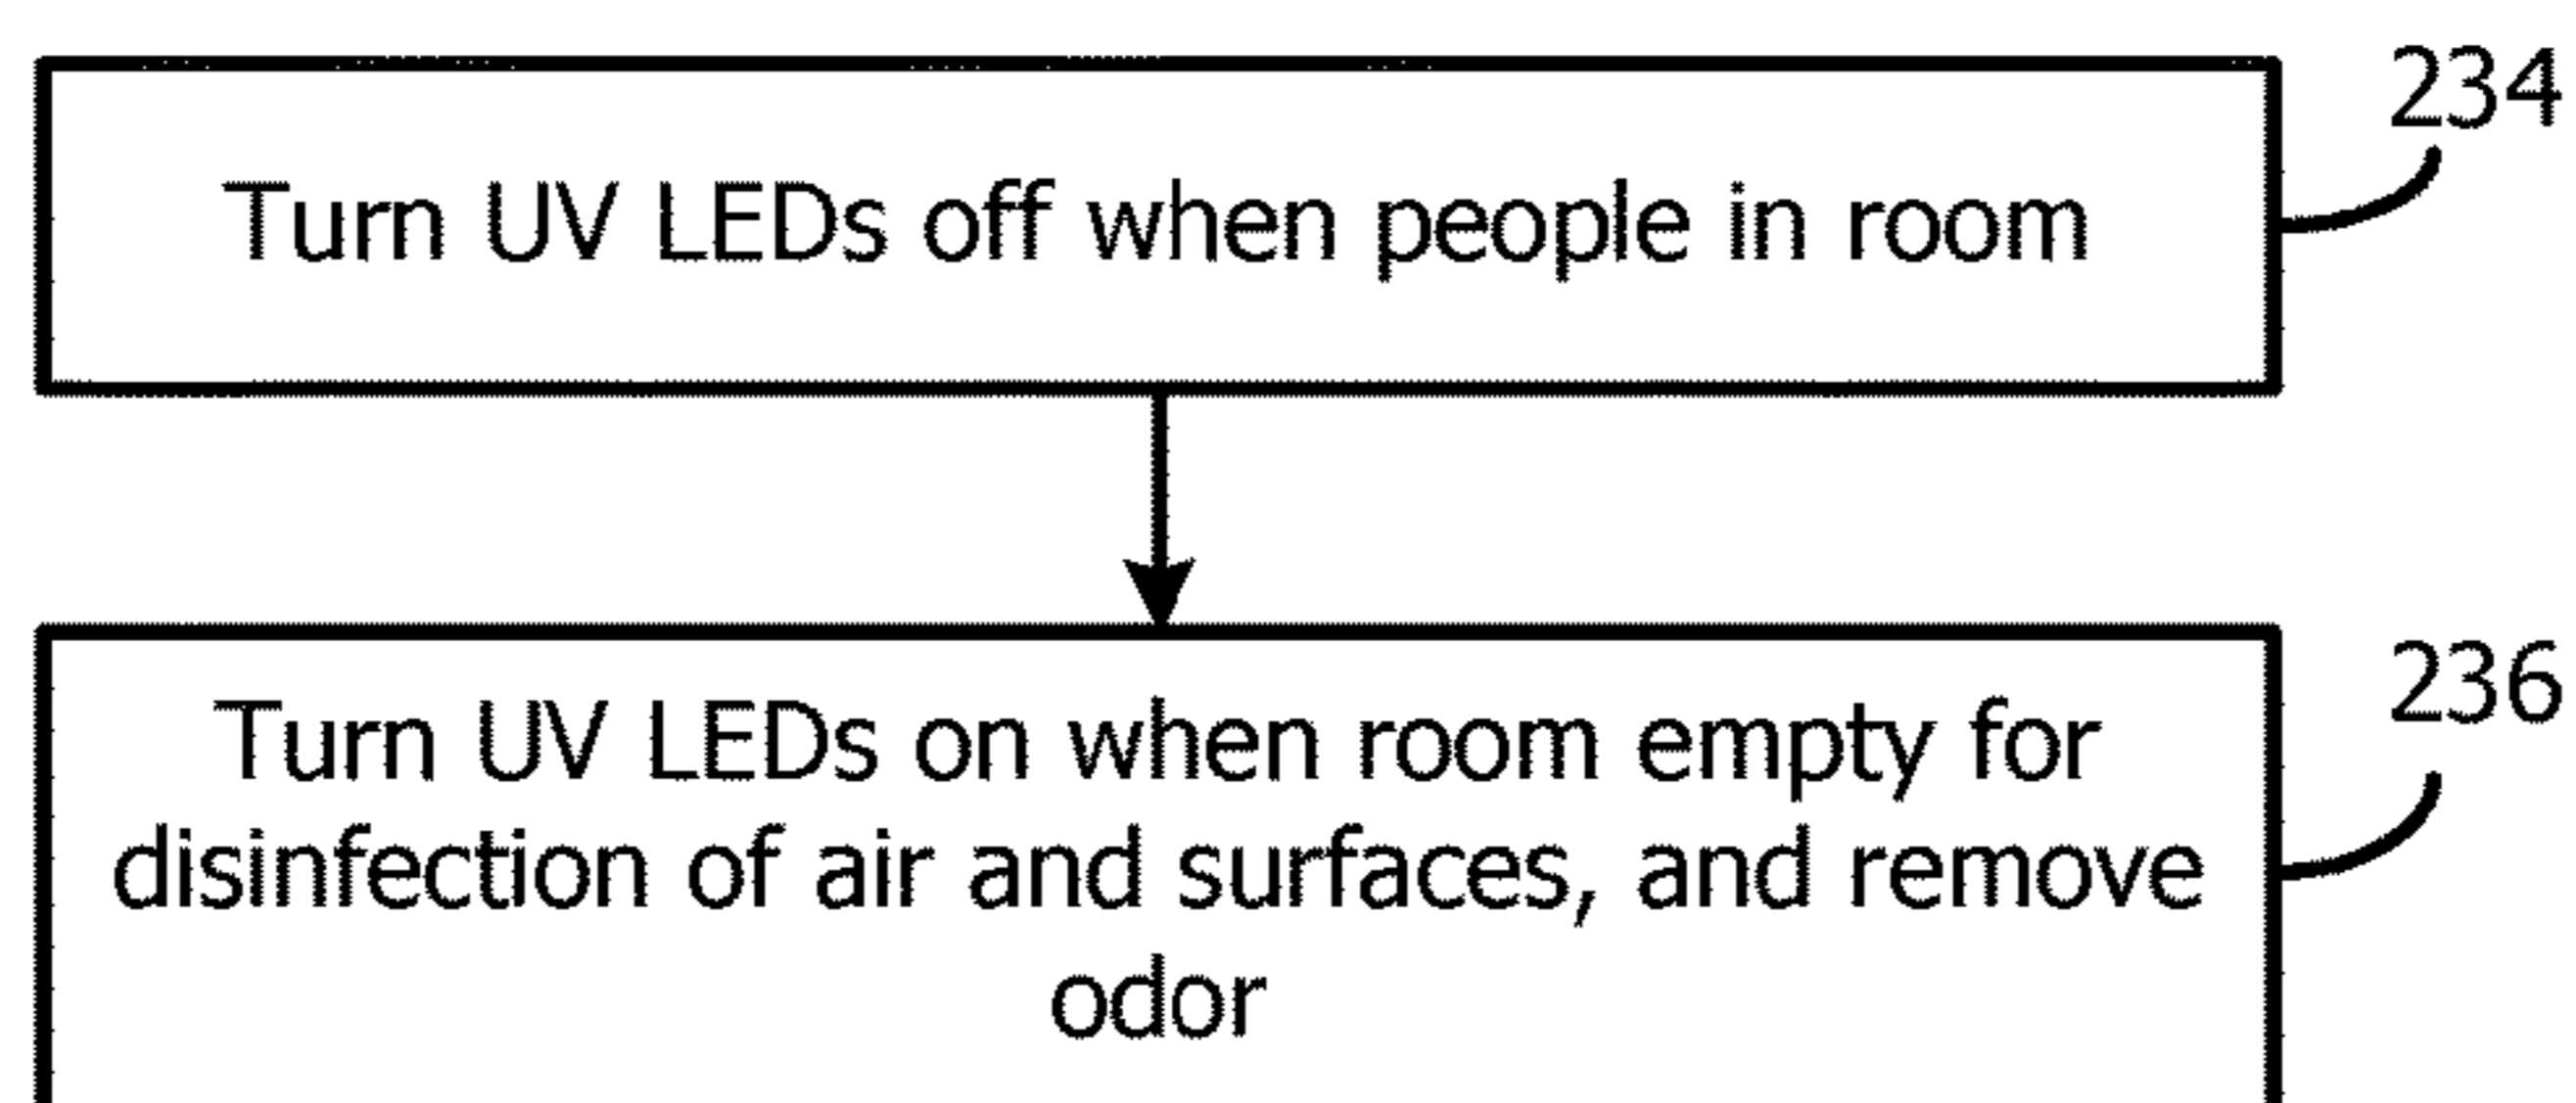 234
Turn UV LEDs off when people in room
236
Turn UV LEDs on when room empty for
disinfection of air and surfaces, and remove
odor